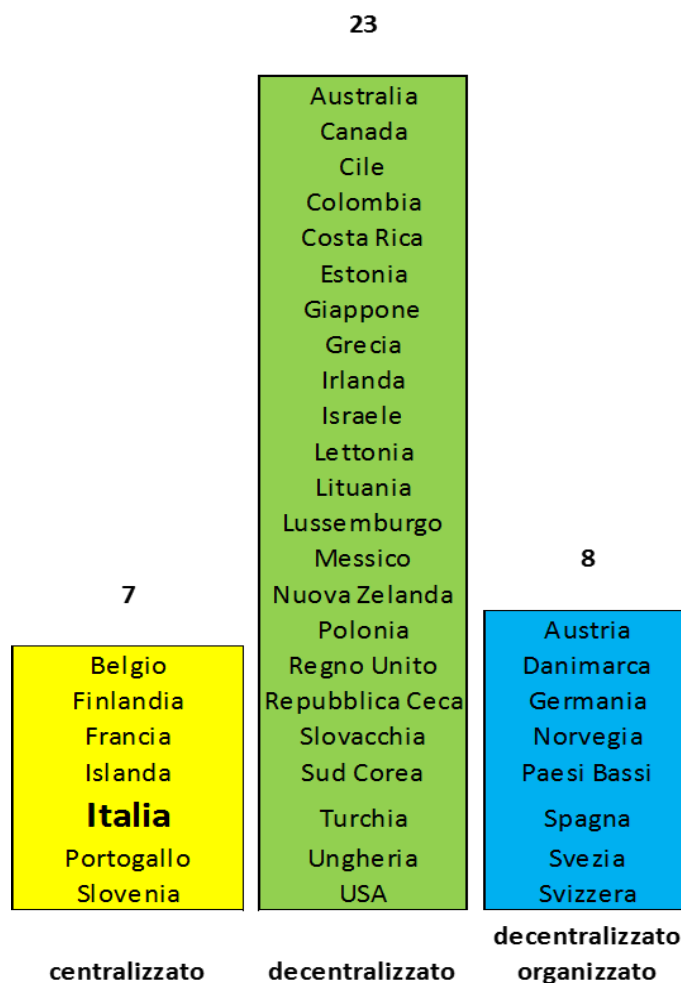 23
Australia
Canada
Cile
Colombia
Costa Rica
Estonia
Giappone
Grecia
Irlanda
Israele
Lettonia
Lituania
Lussemburgo
Messico
Nuova Zelanda
Polonia
Regno Unito
Repubblica Ceca
Slovacchia
Sud Corea
Turchia
Ungheria
USA
decentralizzato
7
Belgio
Finlandia
Francia
Islanda
Italia
Portogallo
Slovenia
centralizzato
8
Austria
Danimarca
Germania
Norvegia
Paesi Bassi
Spagna
Svezia
Svizzera
decentralizzato
organizzato